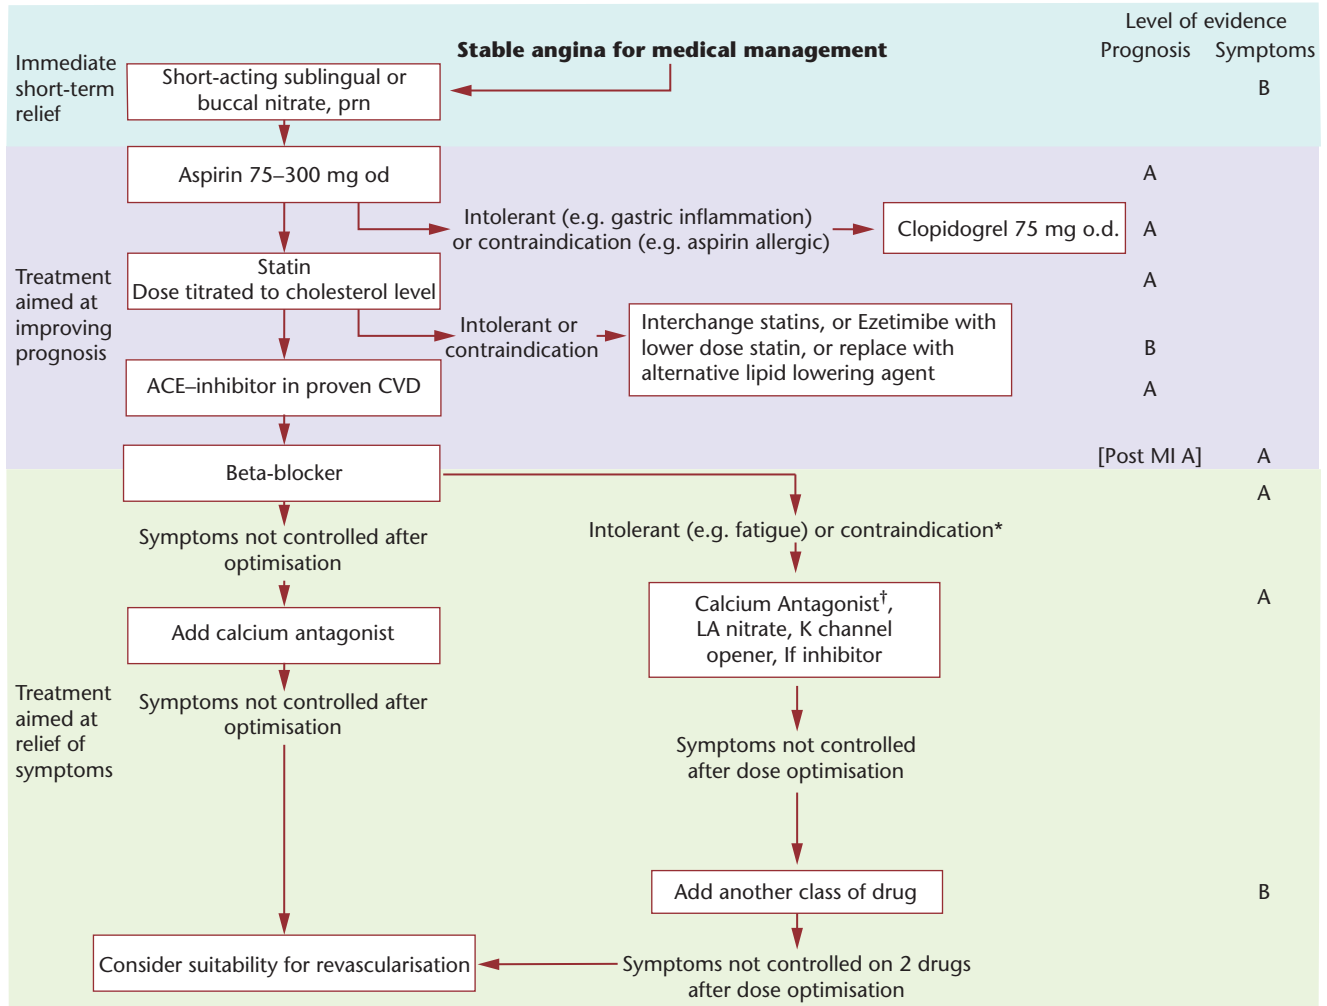 Level of evidence
Stable angina for medical management
Prognosis
Symptoms
Immediate
short-term
relief
Short-acting sublingual or
buccal nitrate, prn
B
Aspirin 75–300 mg od
A
Intolerant (e.g. gastric inflammation)
or contraindication (e.g. aspirin allergic)
Clopidogrel 75 mg o.d.
A
Treatment
aimed at
improving
prognosis
Statin
Dose titrated to cholesterol level
A
Intolerant or
contraindication
Interchange statins, or Ezetimibe with
lower dose statin, or replace with
alternative lipid lowering agent
B
ACE–inhibitor in proven CVD
A
Beta-blocker
[Post MI A]
A
A
Symptoms not controlled after
optimisation
Intolerant (e.g. fatigue) or contraindication*
Add calcium antagonist
Calcium Antagonist†,
LA nitrate, K channel
opener, If inhibitor
A
Treatment
aimed at
relief of
symptoms
Symptoms not controlled after
optimisation
Symptoms not controlled
after dose optimisation
Add another class of drug
B
Consider suitability for revascularisation
Symptoms not controlled on 2 drugs
after dose optimisation